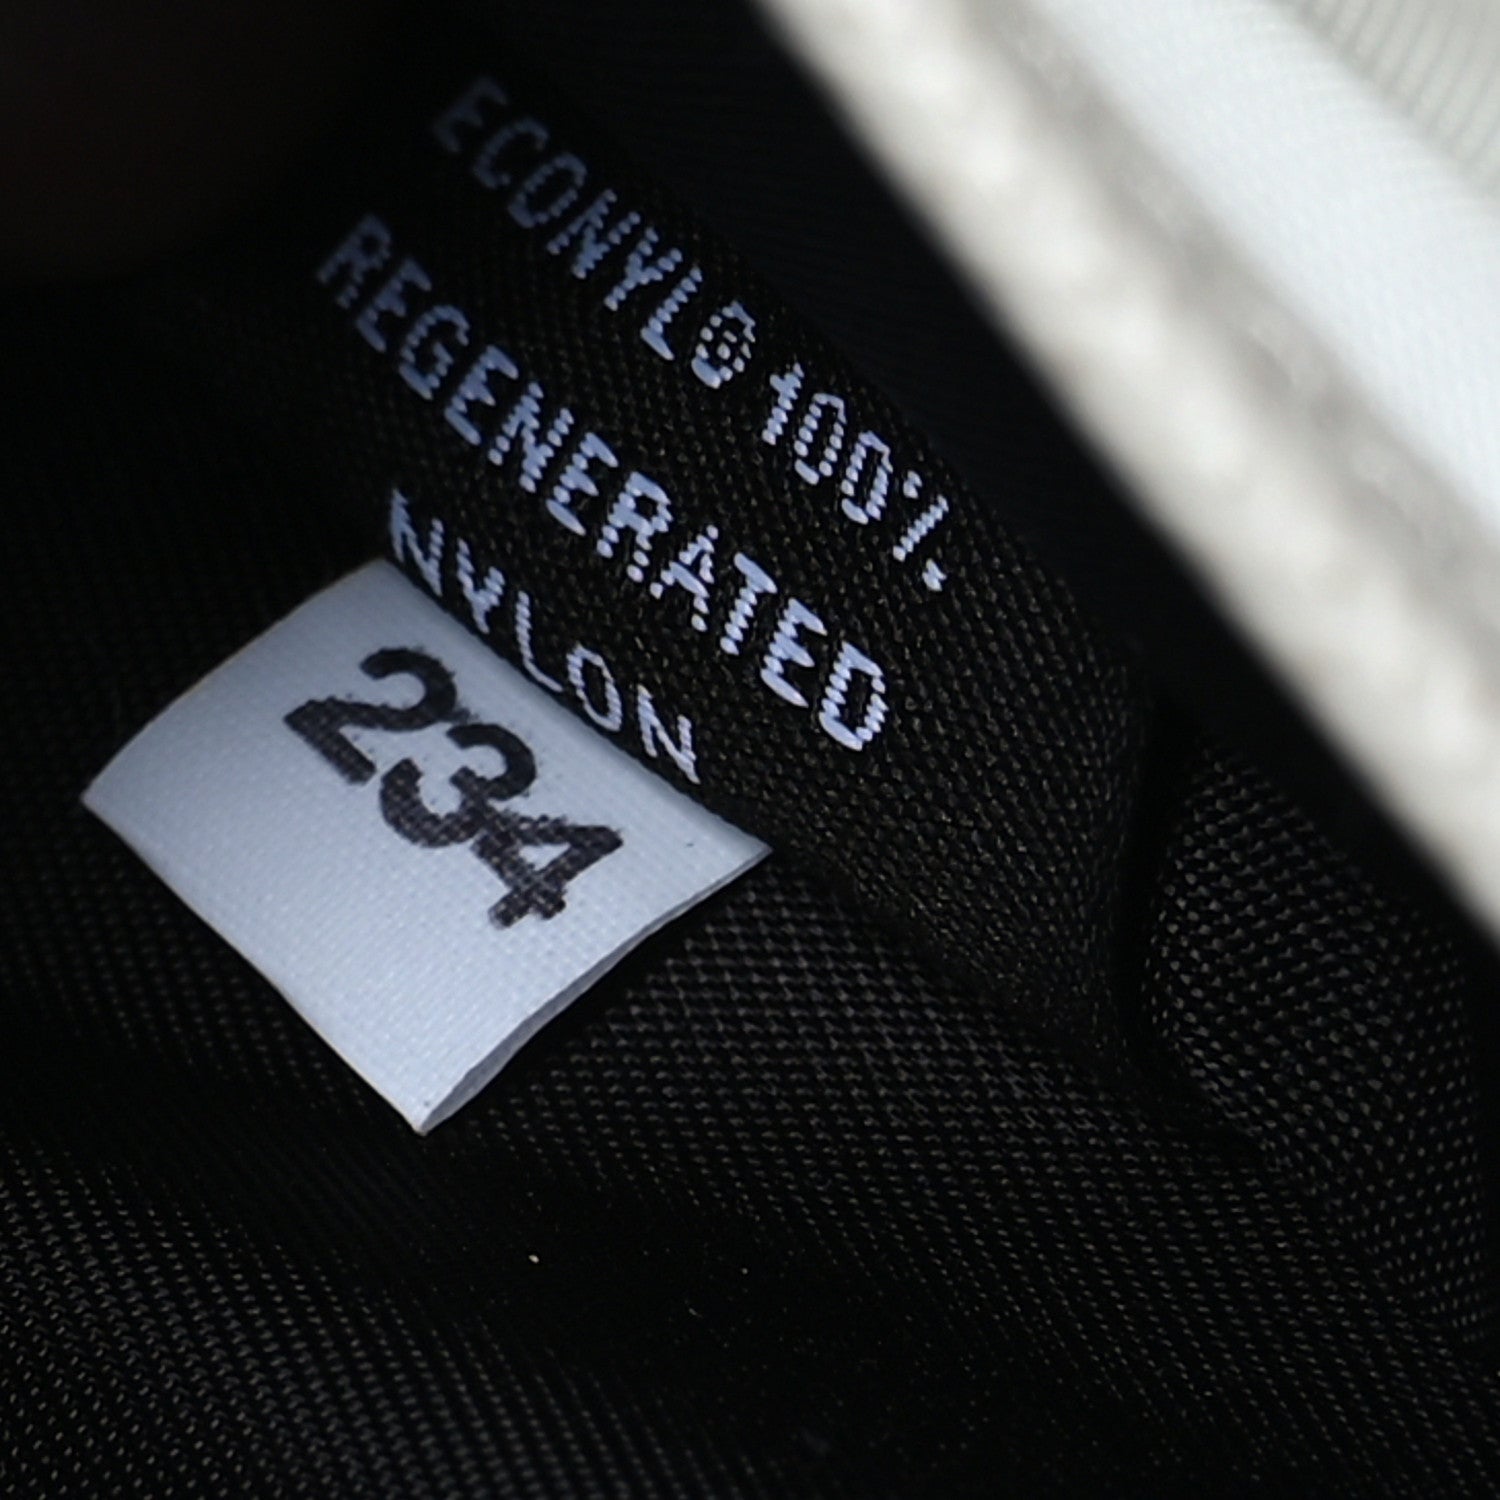 ECONYL® 100%
REGENERATED
NYLON
234